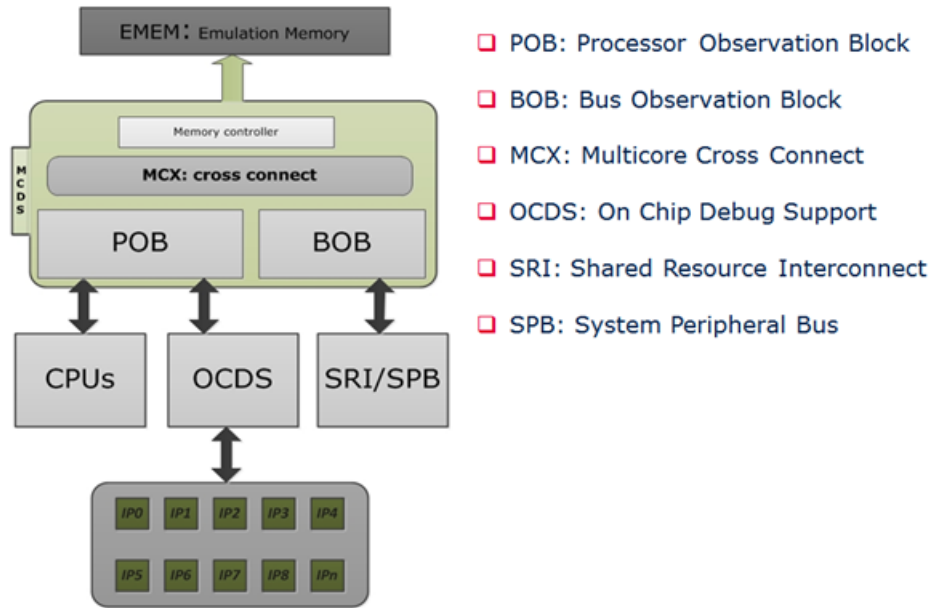 EMEM: Emulation Memory
Memory controller
MCDS
MCX: cross connect
POB
BOB
CPUs
OCDS
SRI/SPB
IP0 IP1 IP2 IP3 IP4
IP5 IP6 IP7 IP8 IPn
POB: Processor Observation Block
BOB: Bus Observation Block
MCX: Multicore Cross Connect
OCDS: On Chip Debug Support
SRI: Shared Resource Interconnect
SPB: System Peripheral Bus